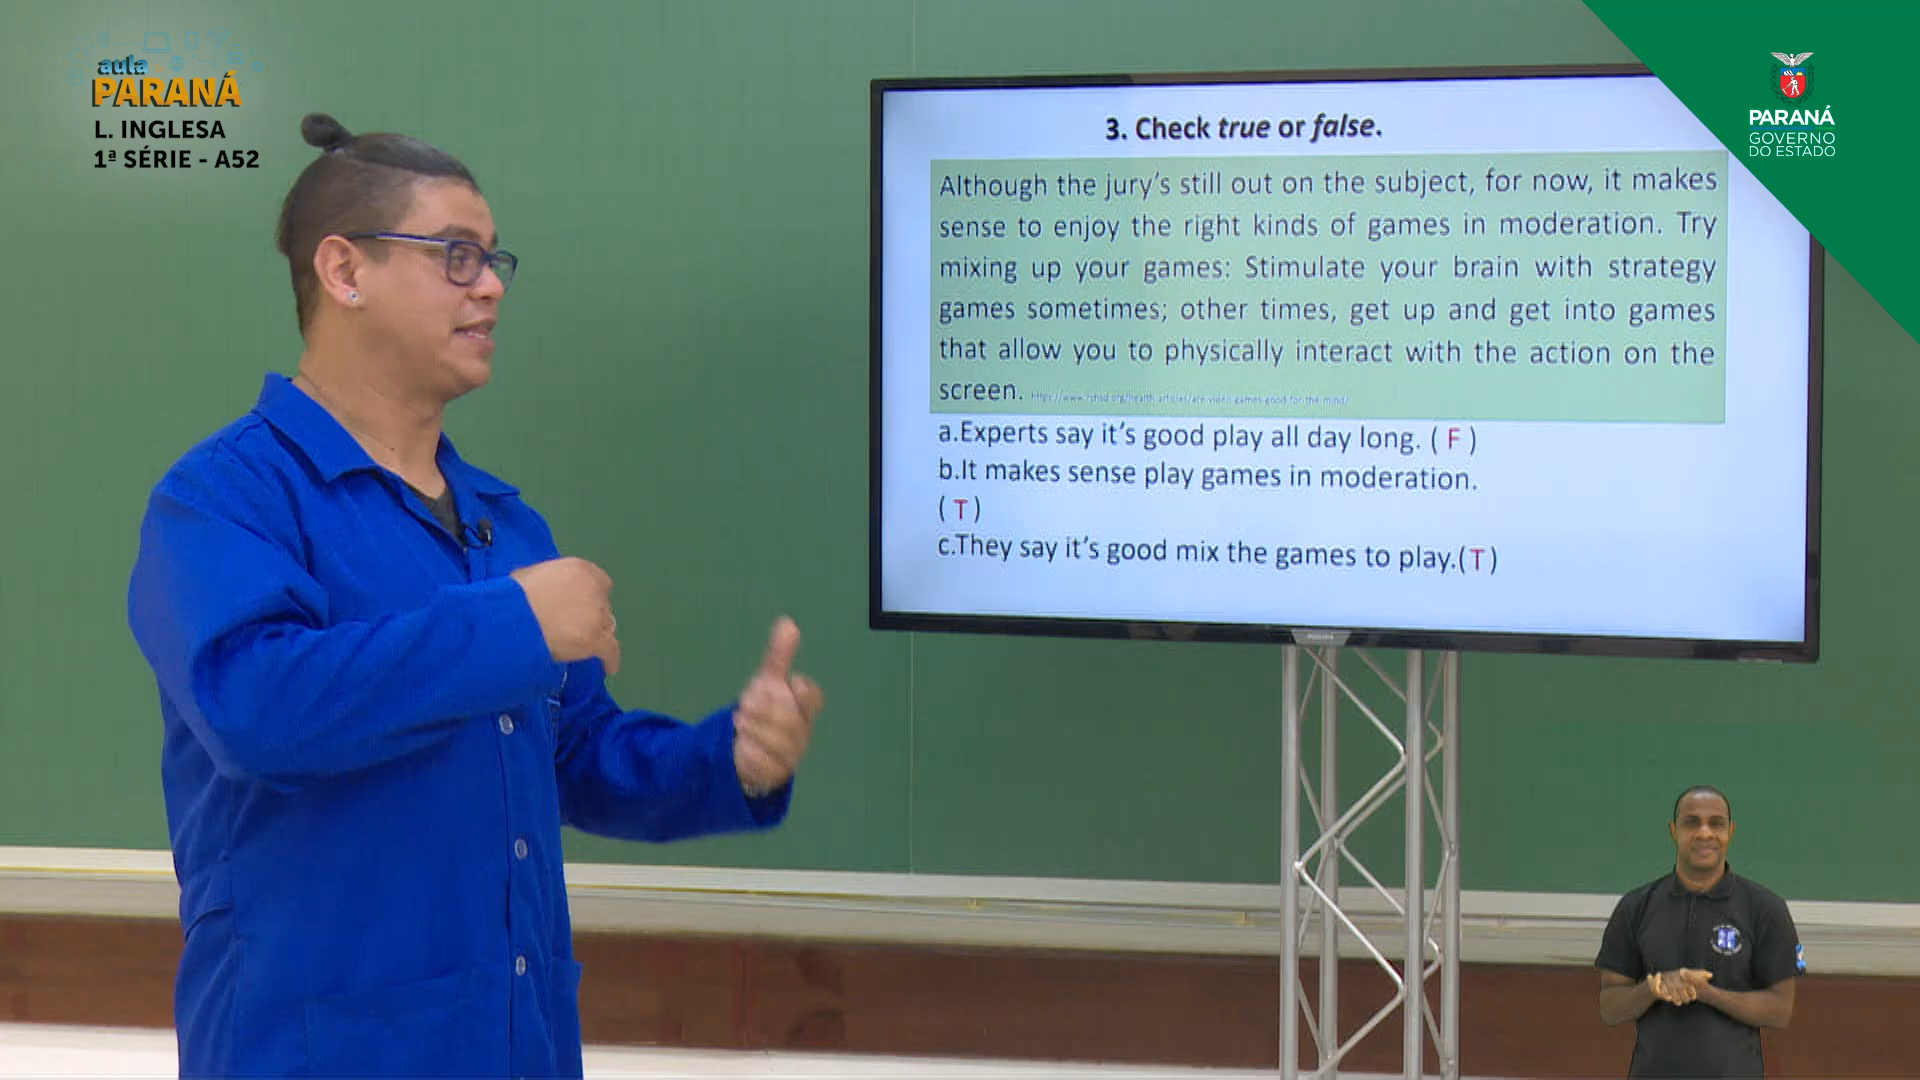 aula
PARANÁ
L. INGLESA
1ª SÉRIE - A52
PARANÁ
GOVERNO
DO ESTADO
3. Check true or false.
Although the jury's still out on the subject, for now, it makes
sense to enjoy the right kinds of games in moderation. Try
mixing up your games: Stimulate your brain with strategy
games sometimes; other times, get up and get into games
that allow you to physically interact with the action on the
screen.
a.Experts say it's good play all day long. ( F )
b.It makes sense play games in moderation.
( T )
c.They say it's good mix the games to play.(T)